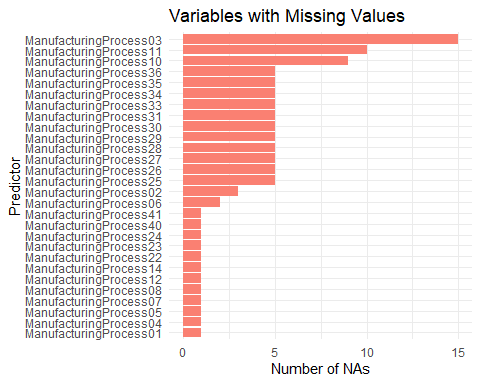 Variables with Missing Values
Predictor
ManufacturingProcess03
ManufacturingProcess11
ManufacturingProcess10
ManufacturingProcess36
ManufacturingProcess35
ManufacturingProcess34
ManufacturingProcess33
ManufacturingProcess31
ManufacturingProcess30
ManufacturingProcess29
ManufacturingProcess28
ManufacturingProcess27
ManufacturingProcess26
ManufacturingProcess25
ManufacturingProcess02
ManufacturingProcess06
ManufacturingProcess41
ManufacturingProcess40
ManufacturingProcess24
ManufacturingProcess23
ManufacturingProcess22
ManufacturingProcess14
ManufacturingProcess12
ManufacturingProcess08
ManufacturingProcess07
ManufacturingProcess05
ManufacturingProcess04
ManufacturingProcess01
0 5 10 15
Number of NAs